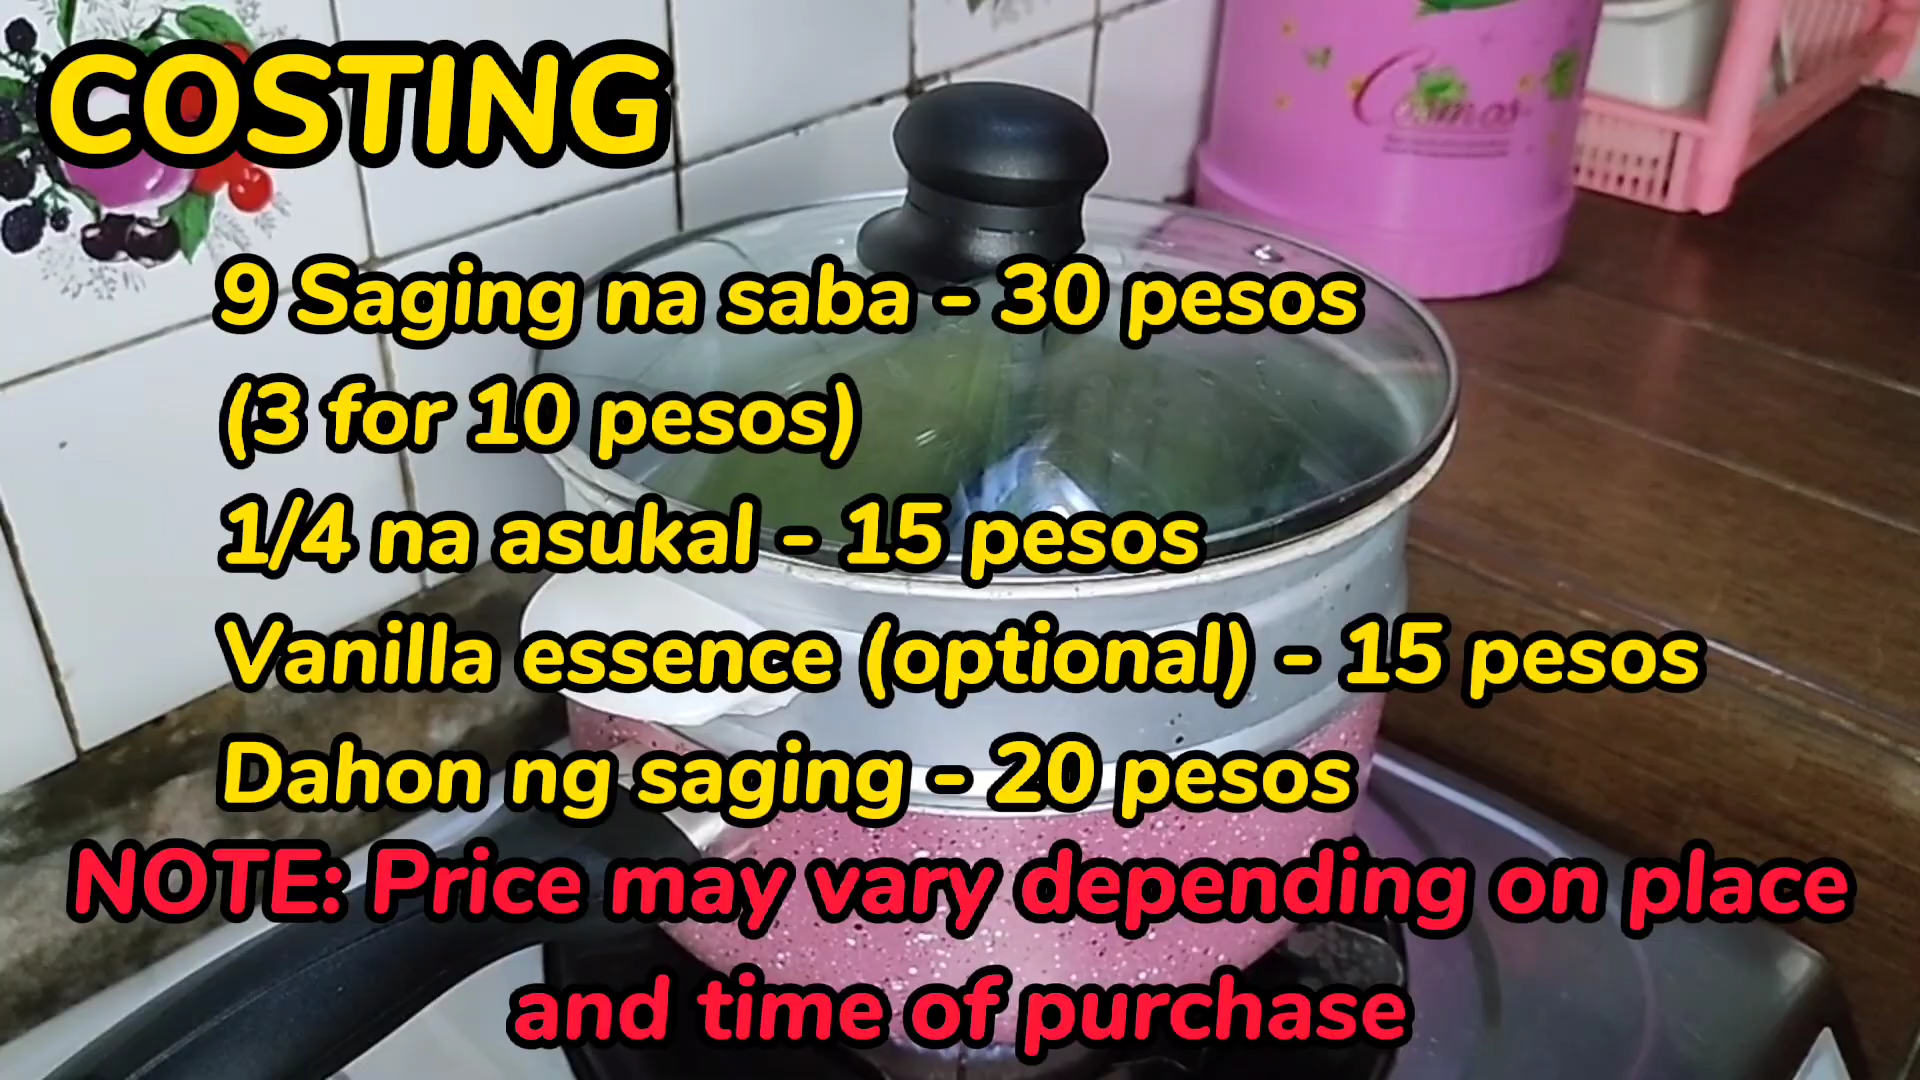 COSTING
Cosmos
9 Saging na saba - 30 pesos
(3 for 10 pesos)
1/4 na asukal - 15 pesos
Vanilla essence (optional) - 15 pesos
Dahon ng saging - 20 pesos
NOTE: Price may vary depending on place
and time of purchase